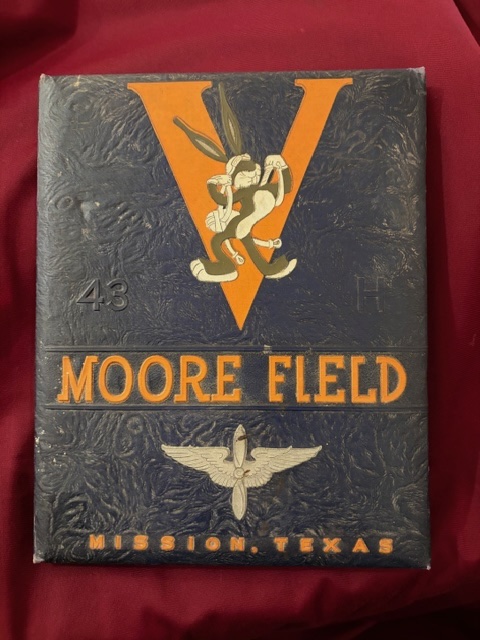 V
43 H
MOORE FIELD
MISSION, TEXAS